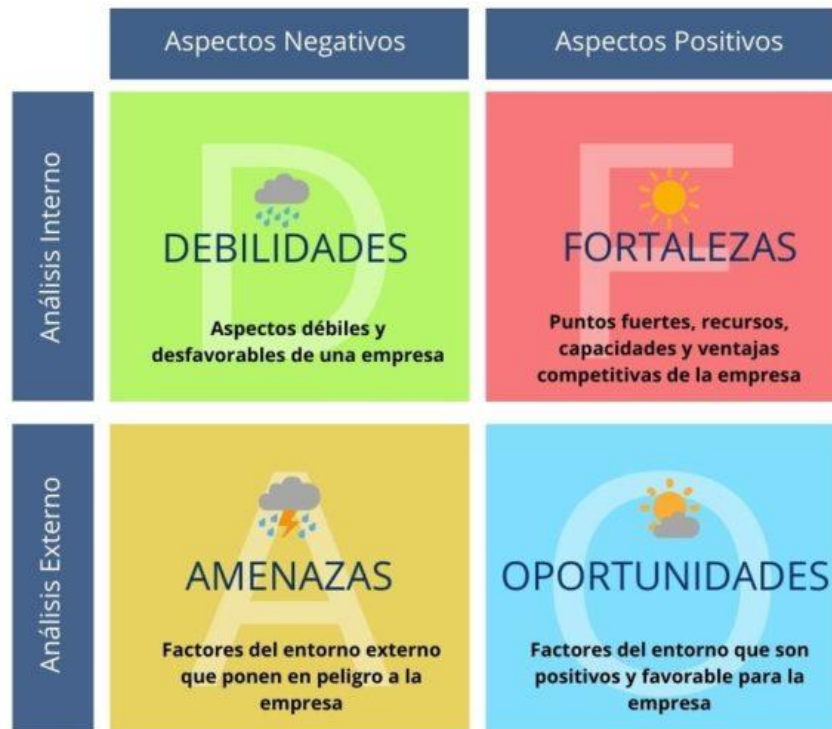 Aspectos Negativos
Aspectos Positivos
Análisis Interno
D
DEBILIDADES
Aspectos débiles y
desfavorables de una empresa
F
FORTALEZAS
Puntos fuertes, recursos,
capacidades y ventajas
competitivas de la empresa
Análisis Externo
A
AMENAZAS
Factores del entorno externo
que ponen en peligro a la
empresa
O
OPORTUNIDADES
Factores del entorno que son
positivos y favorable para la
empresa